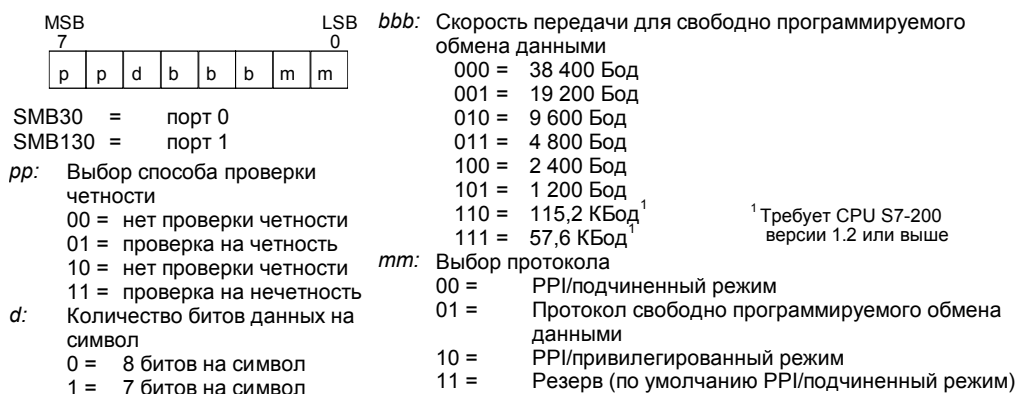 MSB LSB
7 0
p p d b b b m m
SMB30 = порт 0
SMB130 = порт 1
pp: Выбор способа проверки
четности
00 = нет проверки четности
01 = проверка на четность
10 = нет проверки четности
11 = проверка на нечетность
d: Количество битов данных на
символ
0 = 8 битов на символ
1 = 7 битов на символ
bbb: Скорость передачи для свободно программируемого
обмена данными
000 = 38 400 Бод
001 = 19 200 Бод
010 = 9 600 Бод
011 = 4 800 Бод
100 = 2 400 Бод
101 = 1 200 Бод
110 = 115,2 КБод1
111 = 57,6 КБод1
1 Требует CPU S7-200
версии 1.2 или выше
mm: Выбор протокола
00 = PPI/подчиненный режим
01 = Протокол свободно программируемого обмена
данными
10 = PPI/привилегированный режим
11 = Резерв (по умолчанию PPI/подчиненный режим)